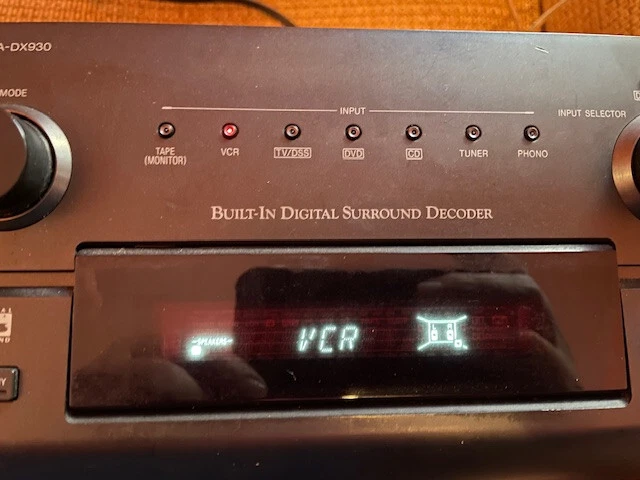 A-DX930
MODE
INPUT
INPUT SELECTOR
TAPE
(MONITOR)
VCR
TV/DSS
DVD
CD
TUNER
PHONO
BUILT-IN DIGITAL SURROUND DECODER
SPEAKERS
VCR
L R